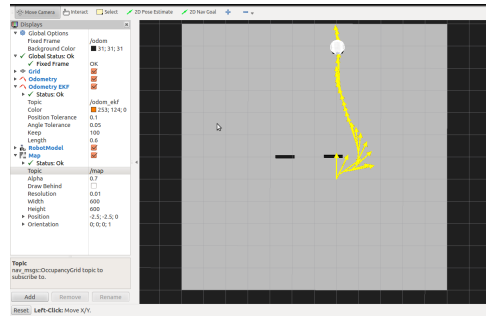 Move Camera Interact Select 2D Pose Estimate 2D Nav Goal
Displays
Global Options
Fixed Frame /odom
Background Color 31; 31; 31
Global Status: Ok
Fixed Frame OK
Grid
Odometry
Odometry EKF
Status: Ok
Topic /odom_ekf
Color 253; 124; 0
Position Tolerance 0.1
Angle Tolerance 0.05
Keep 100
Length 0.6
RobotModel
Map
Status: Ok
Topic /map
Alpha 0.7
Draw Behind
Resolution 0.01
Width 600
Height 600
Position -2.5; -2.5; 0
Orientation 0; 0; 0; 1
Topic
nav_msgs::OccupancyGrid topic to
subscribe to.
Add Remove Rename
Reset Left-Click: Move X/Y.